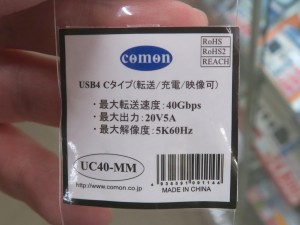 comon
RoHS
RoHS2
REACH
USB4 Cタイプ(転送/充電/映像可)
・最大転送速度：40Gbps
・最大出力：20V5A
・最大解像度：5K60Hz
UC40-MM
http://www.comon.co.jp
MADE IN CHINA